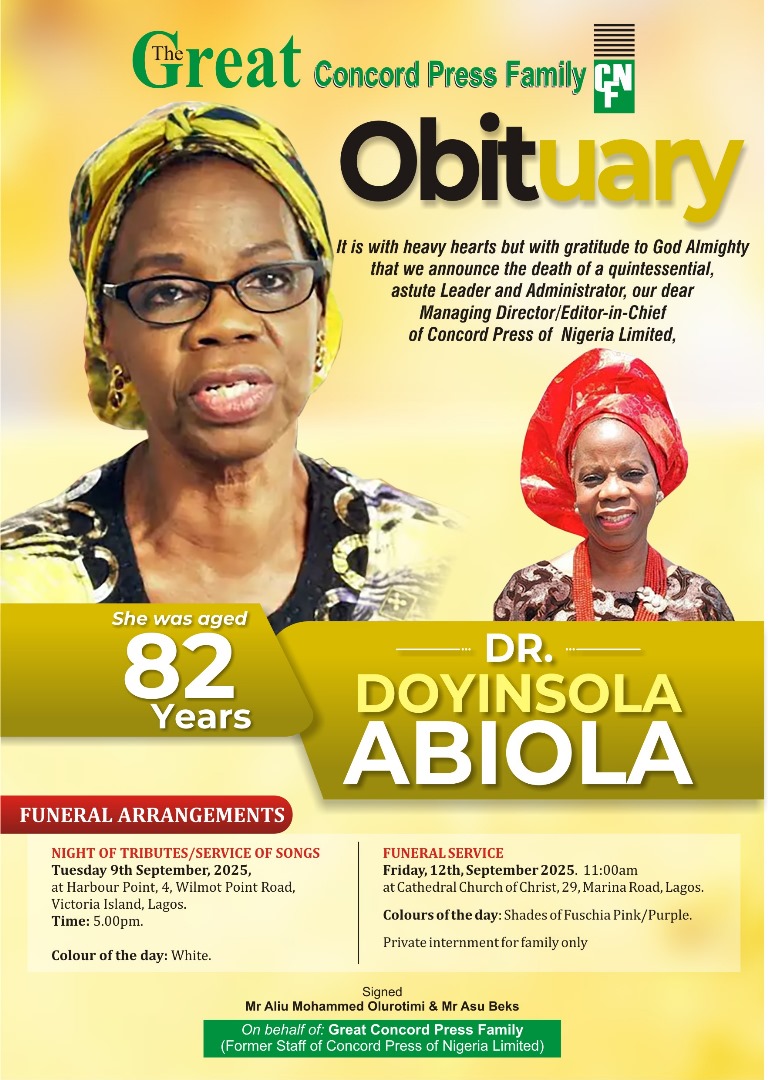 The Great Concord Press Family
CNF
Obituary
It is with heavy hearts but with gratitude to God Almighty
that we announce the death of a quintessential,
astute Leader and Administrator, our dear
Managing Director/Editor-in-Chief
of Concord Press of Nigeria Limited,
She was aged
82
Years
DR.
DOYINSOLA
ABIOLA
FUNERAL ARRANGEMENTS
NIGHT OF TRIBUTES/SERVICE OF SONGS
Tuesday 9th September, 2025,
at Harbour Point, 4, Wilmot Point Road,
Victoria Island, Lagos.
Time: 5.00pm.
Colour of the day: White.
FUNERAL SERVICE
Friday, 12th, September 2025. 11:00am
at Cathedral Church of Christ, 29, Marina Road, Lagos.
Colours of the day: Shades of Fuschia Pink/Purple.
Private internment for family only
Signed
Mr Aliu Mohammed Olurotimi & Mr Asu Beks
On behalf of: Great Concord Press Family
(Former Staff of Concord Press of Nigeria Limited)